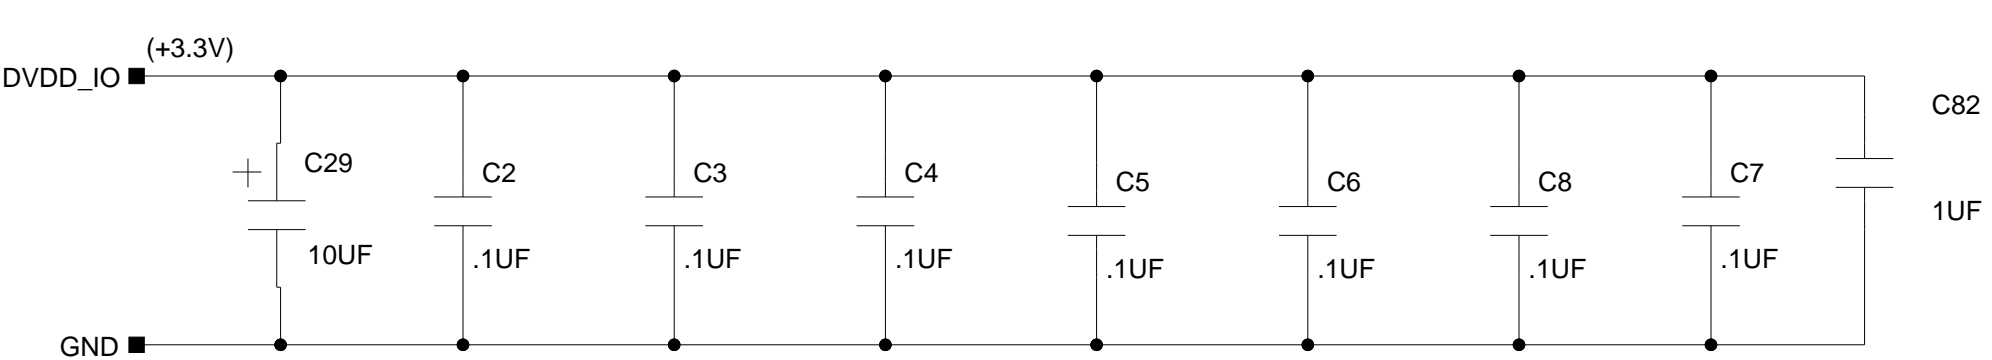 (+3.3V)
DVDD_IO
C82
C29
C2
C3
C4
C5
C6
C8
C7
1UF
10UF
.1UF
.1UF
.1UF
.1UF
.1UF
.1UF
.1UF
GND